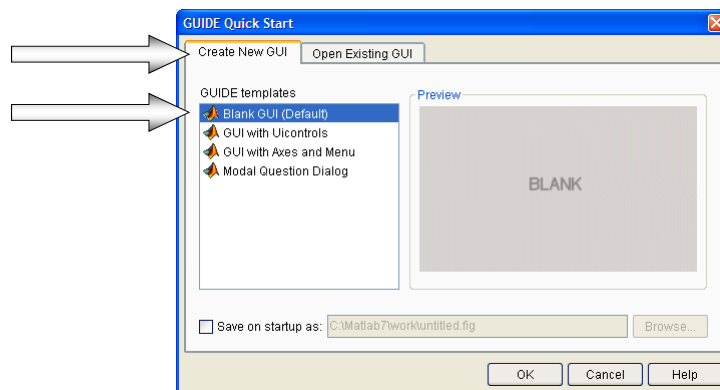 GUIDE Quick Start
Create New GUI
Open Existing GUI
GUIDE templates
Blank GUI (Default)
GUI with Uicontrols
GUI with Axes and Menu
Modal Question Dialog
Preview
BLANK
Save on startup as:
C:\Matlab7\work\untitled.fig
Browse...
OK
Cancel
Help